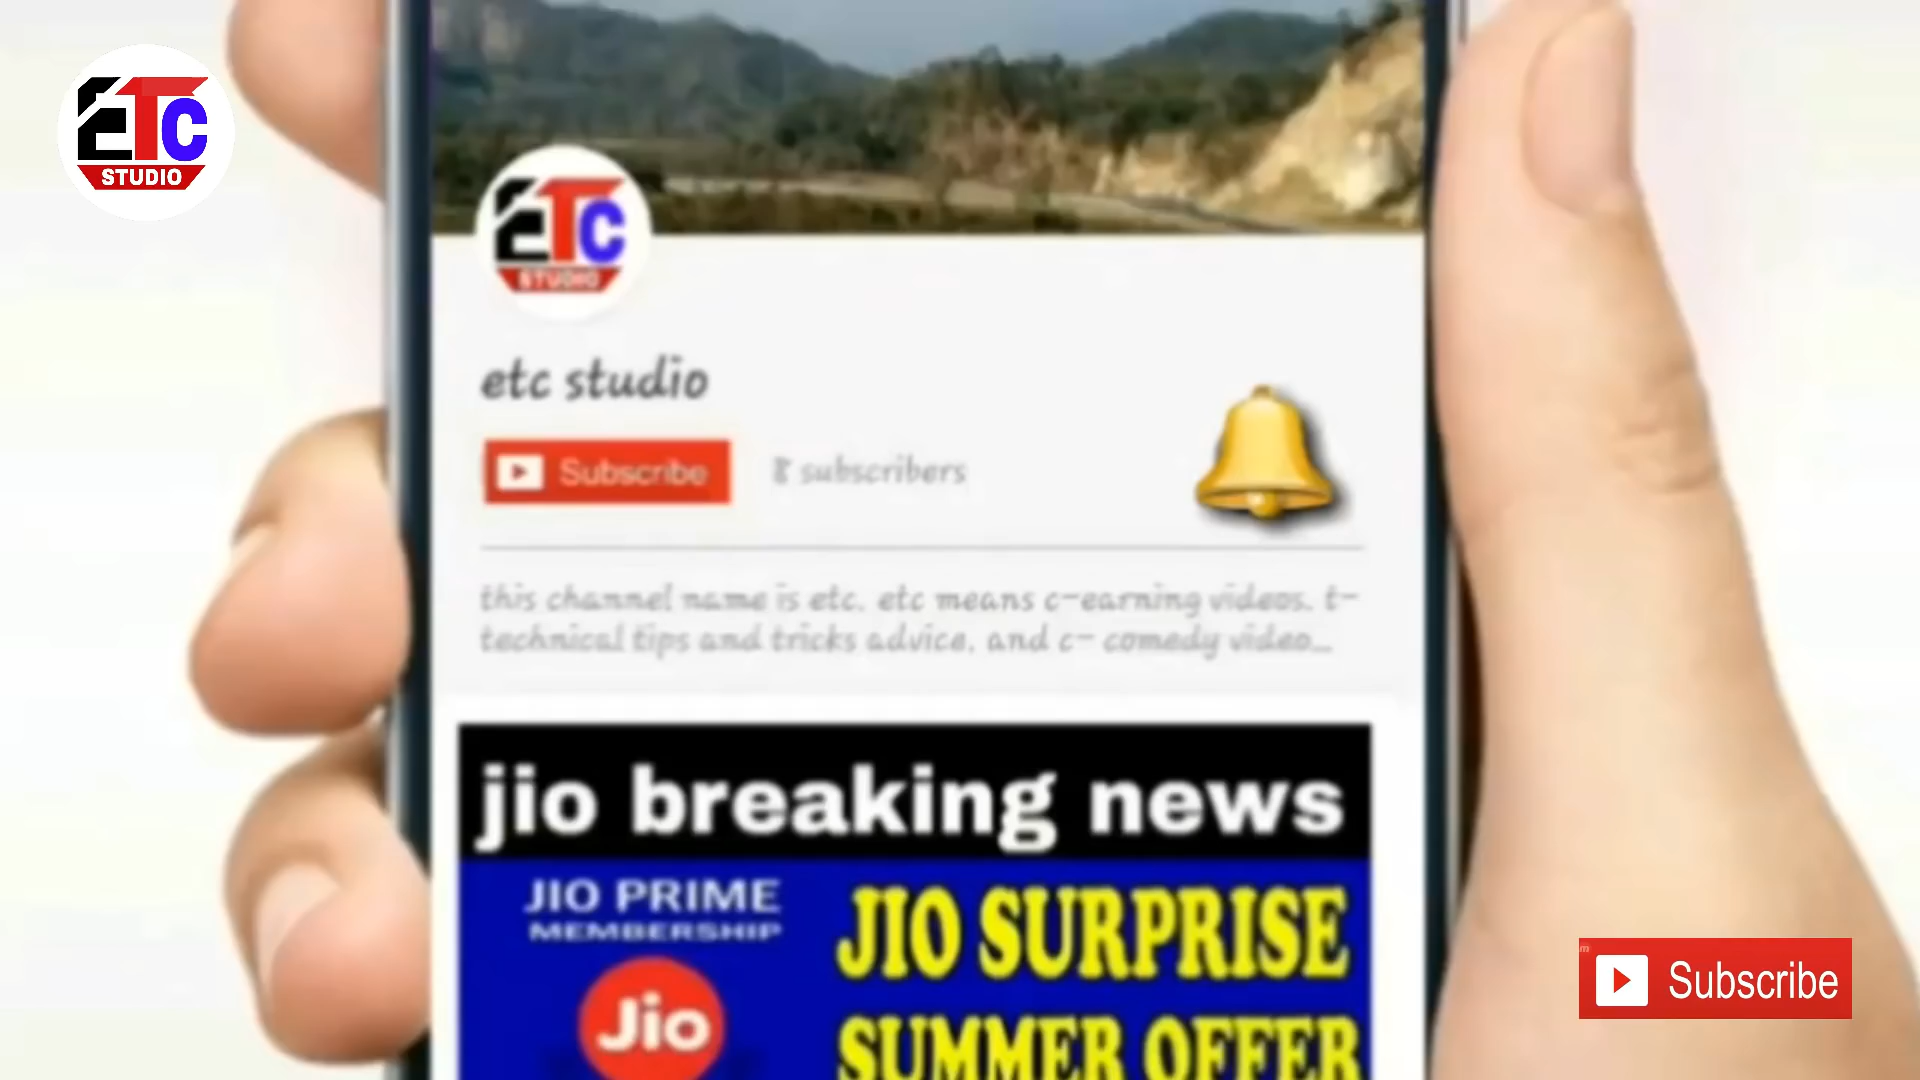 ETC
STUDIO
ETC
STUDIO
etc studio
Subscribe
8 subscribers
this channel name is etc. etc means c-earning videos. t-
technical tips and tricks advice. and c- comedy video...
jio breaking news
JIO PRIME
MEMBERSHIP
JIO SURPRISE
Jio
SUMMER OFFER
Subscribe